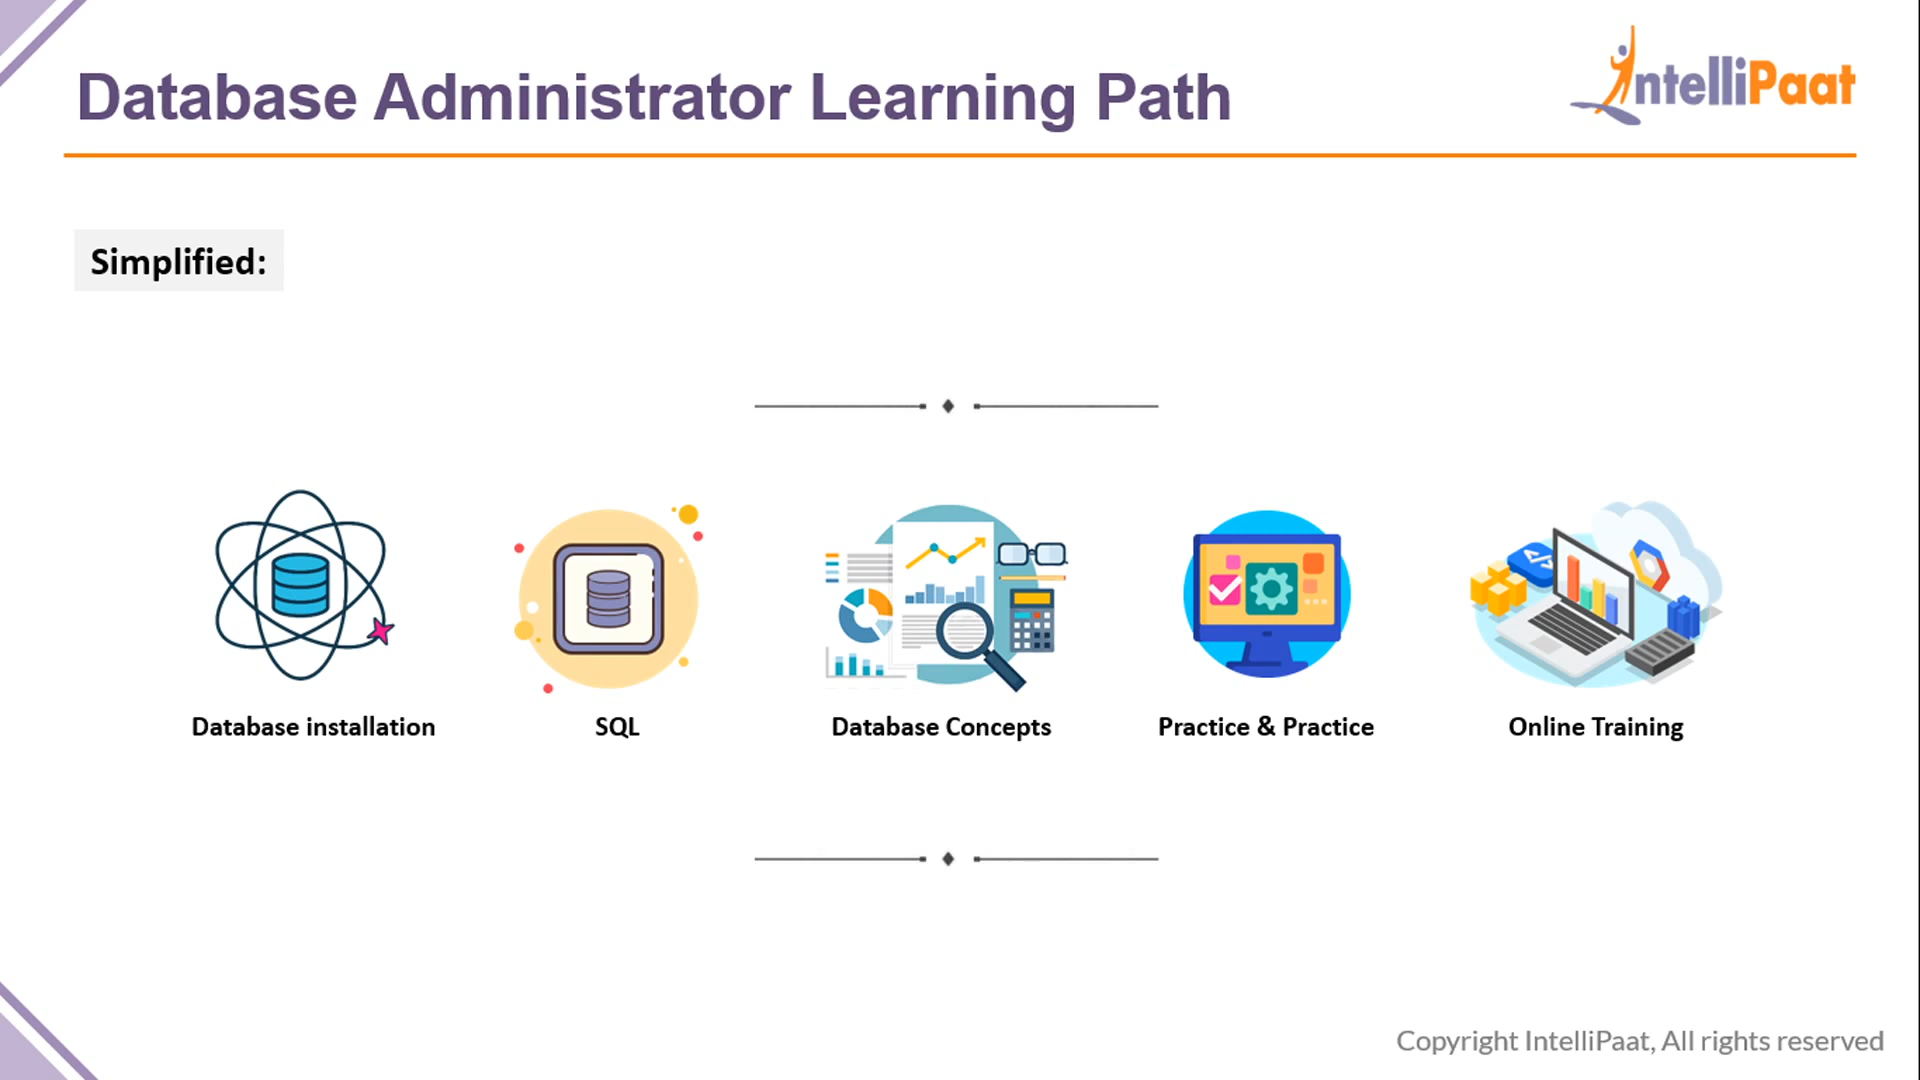 Database Administrator Learning Path
IntelliPaat
Simplified:
Database installation
SQL
Database Concepts
Practice & Practice
Online Training
Copyright IntelliPaat, All rights reserved